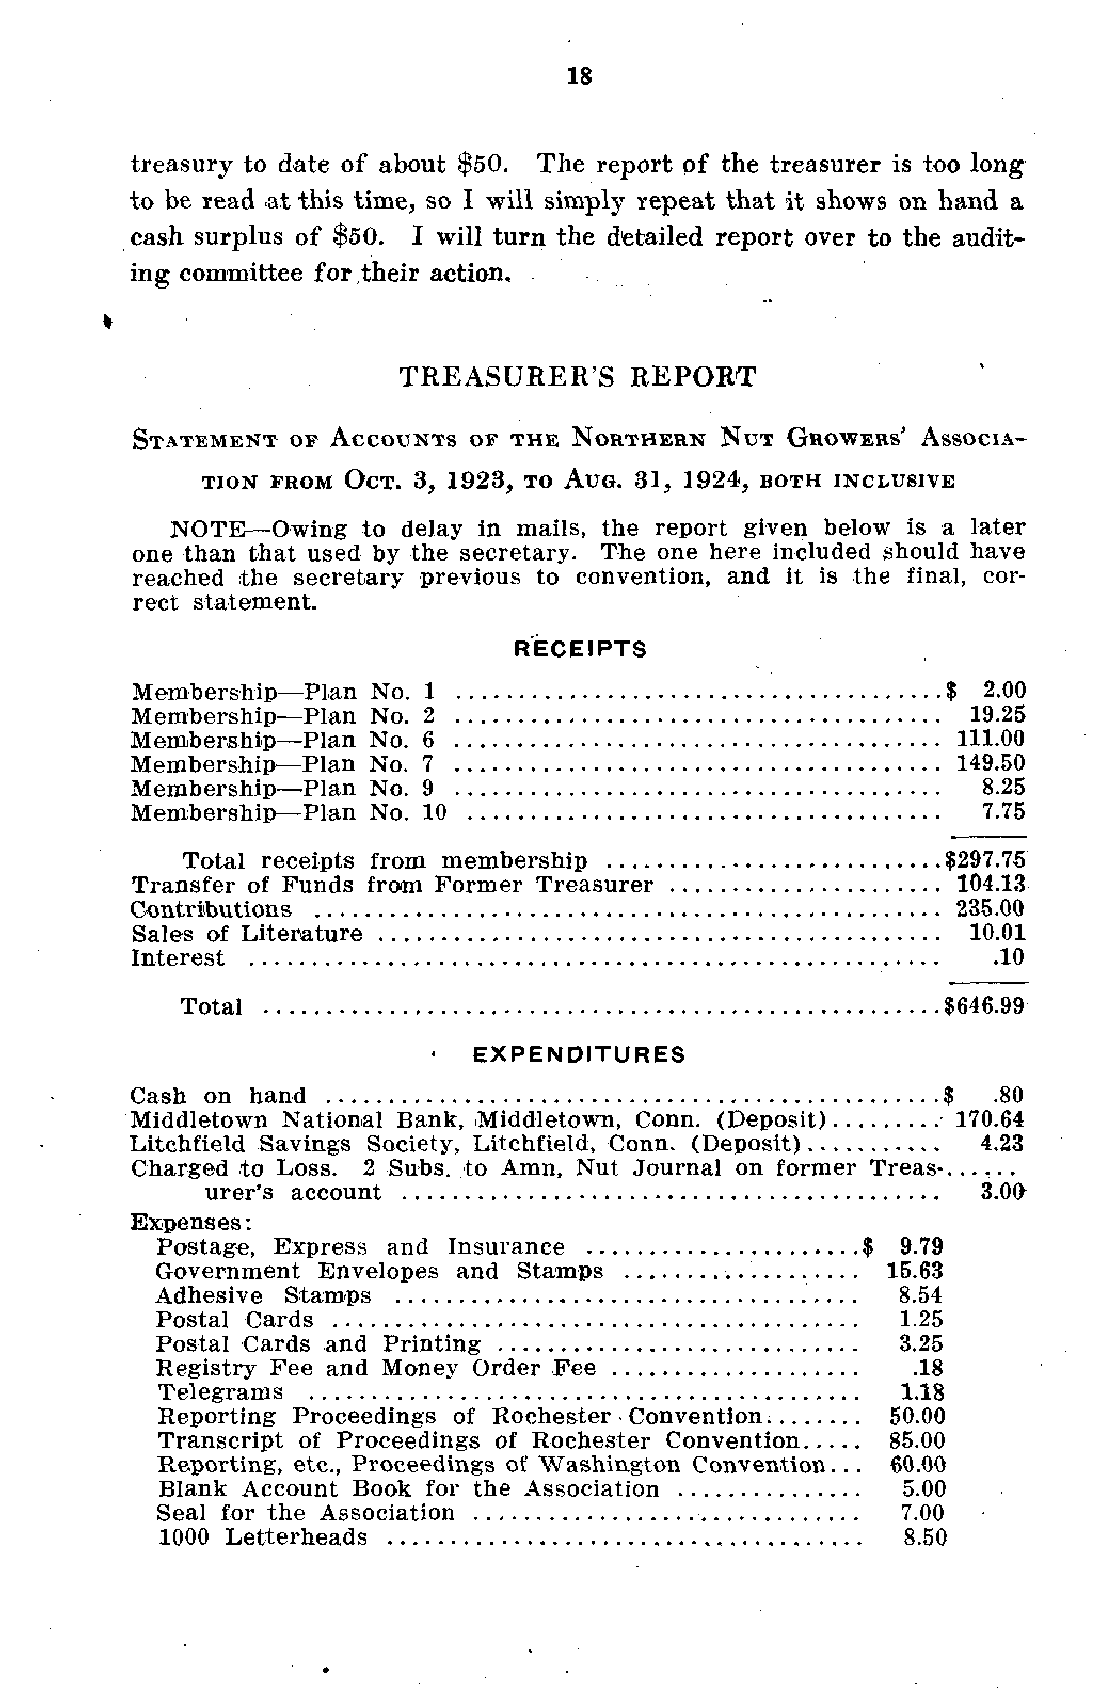 18
treasury to date of about $50. The report of the treasurer is too long
to be read at this time, so I will simply repeat that it shows on hand a
cash surplus of $50. I will turn the detailed report over to the audit-
ing committee for their action.
TREASURER'S REPORT
STATEMENT OF ACCOUNTS OF THE NORTHERN NUT GROWERS' ASSOCIA-
TION FROM OCT. 3, 1923, TO AUG. 31, 1924, BOTH INCLUSIVE
NOTE—Owing to delay in mails, the report given below is a later
one than that used by the secretary. The one here included should have
reached the secretary previous to convention, and it is the final, cor-
rect statement.
RECEIPTS
Membership—Plan No. 1 .......................................$ 2.00
Membership—Plan No. 2 ....................................... 19.25
Membership—Plan No. 6 ....................................... 111.00
Membership—Plan No. 7 ....................................... 149.50
Membership—Plan No. 9 ....................................... 8.25
Membership—Plan No. 10 ...................................... 7.75
Total receipts from membership ...........................$297.75
Transfer of Funds from Former Treasurer ...................... 104.13
Contributions .................................................. 235.00
Sales of Literature ............................................. 10.01
Interest ....................................................... .10
Total ......................................................$646.99
EXPENDITURES
Cash on hand .................................................$ .80
Middletown National Bank, Middletown, Conn. (Deposit)......... 170.64
Litchfield Savings Society, Litchfield, Conn. (Deposit)........... 4.23
Charged to Loss. 2 Subs. to Amn, Nut Journal on former Treas-......
urer's account ........................................... 3.00
Expenses:
Postage, Express and Insurance ......................$ 9.79
Government Envelopes and Stamps ................... 15.63
Adhesive Stamps ..................................... 8.54
Postal Cards .......................................... 1.25
Postal Cards and Printing ............................. 3.25
Registry Fee and Money Order Fee .................... .18
Telegrams ............................................ 1.18
Reporting Proceedings of Rochester Convention........ 50.00
Transcript of Proceedings of Rochester Convention..... 85.00
Reporting, etc., Proceedings of Washington Convention... 60.00
Blank Account Book for the Association ............... 5.00
Seal for the Association ............................... 7.00
1000 Letterheads ...................................... 8.50